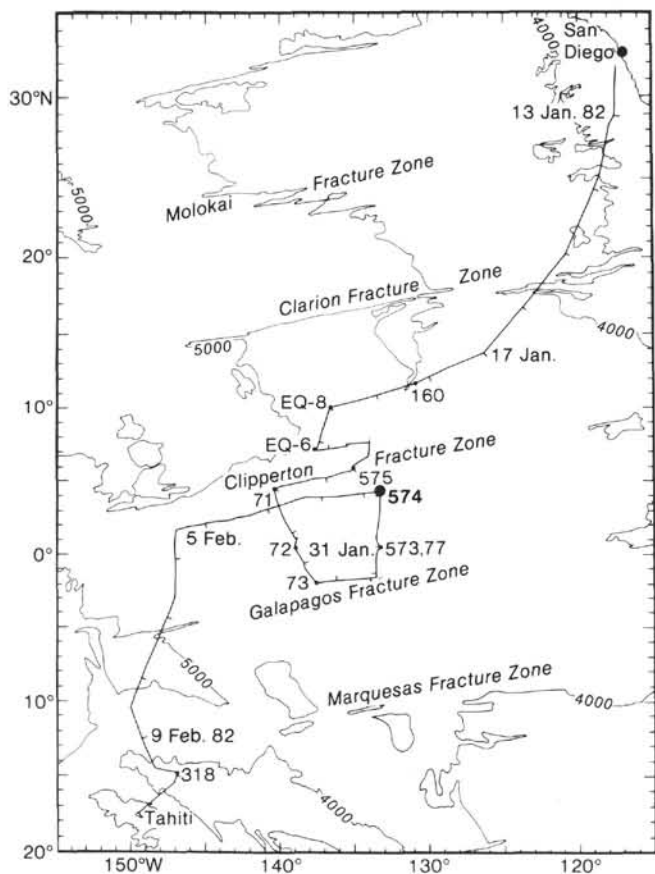 San
Diego
4000
30°N
13 Jan. 82
5000
Fracture Zone
Molokai
20°
Clarion Fracture Zone
4000
5000
17 Jan.
160
10°
EQ-8
EQ-6
Fracture Zone
Clipperton
575
574
71
5 Feb.
0°
72
31 Jan.
573,77
73
Galapagos Fracture Zone
5000
10°
Marquesas Fracture Zone
4000
9 Feb. 82
318
Tahiti
4000
20°
150°W
140°
130°
120°